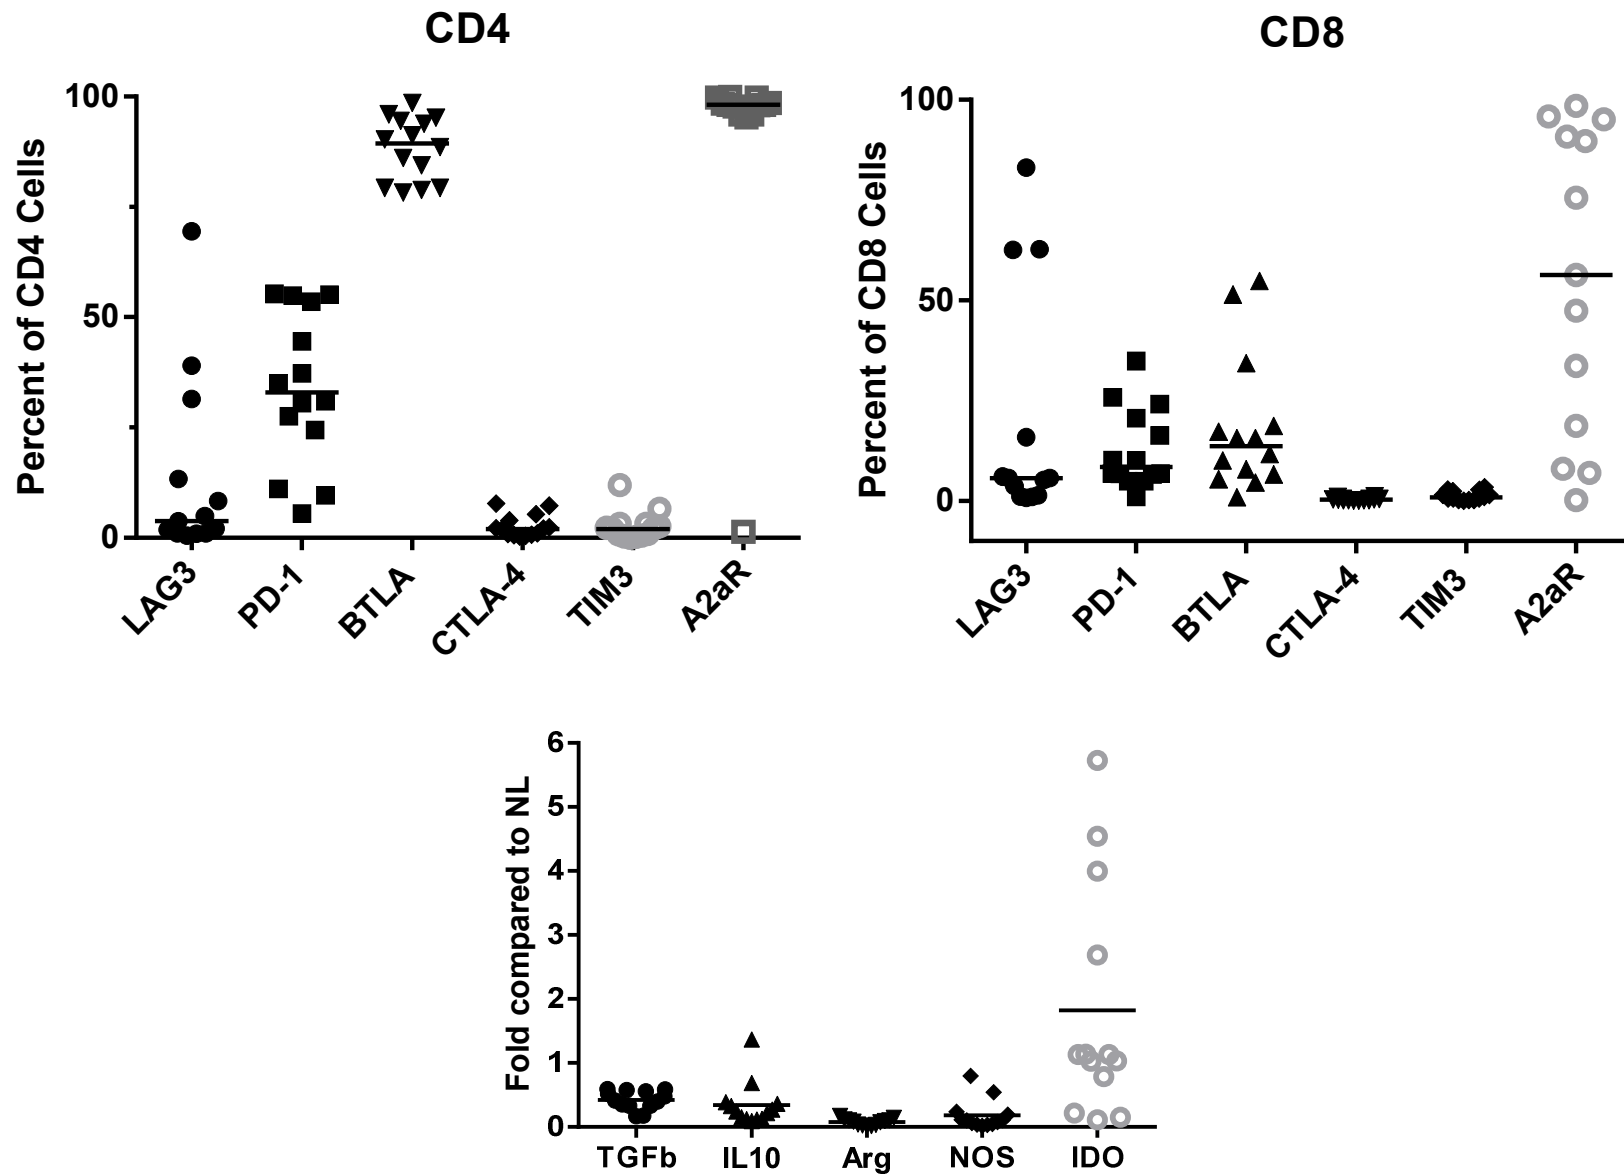 CD4
Percent of CD4 Cells
100
50
0
LAG3
PD-1
BTLA
CTLA-4
TIM3
A2aR
CD8
Percent of CD8 Cells
100
50
0
LAG3
PD-1
BTLA
CTLA-4
TIM3
A2aR
Fold compared to NL
6
5
4
3
2
1
0
TGFb
IL10
Arg
NOS
IDO